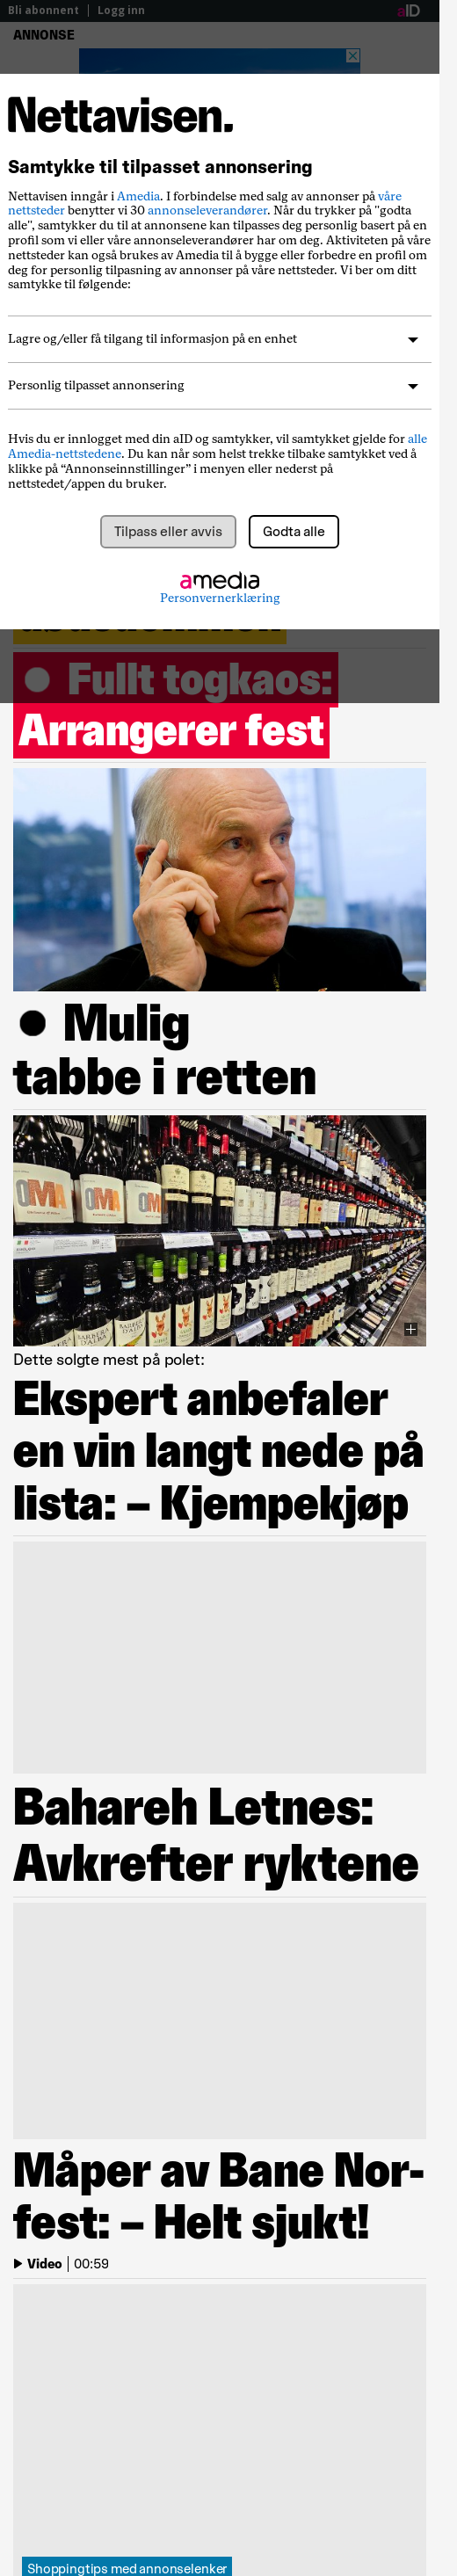 Bli abonnent | Logg inn aID
ANNONSE
Nettavisen.
Samtykke til tilpasset annonsering
Nettavisen inngår i Amedia. I forbindelse med salg av annonser på våre
nettsteder benytter vi 30 annonseleverandører. Når du trykker på "godta
alle", samtykker du til at annonsene kan tilpasses deg personlig basert på en
profil som vi eller våre annonseleverandører har om deg. Aktiviteten på våre
nettsteder kan også brukes av Amedia til å bygge eller forbedre en profil om
deg for personlig tilpasning av annonser på våre nettsteder. Vi ber om ditt
samtykke til følgende:
Lagre og/eller få tilgang til informasjon på en enhet
Personlig tilpasset annonsering
Hvis du er innlogget med din aID og samtykker, vil samtykket gjelde for alle
Amedia-nettstedene. Du kan når som helst trekke tilbake samtykket ved å
klikke på “Annonseinnstillinger” i menyen eller nederst på
nettstedet/appen du bruker.
Tilpass eller avvis Godta alle
amedia
Personvernerklæring
● Fullt togkaos:
Arrangerer fest
● Mulig
tabbe i retten
OMA OMA OMA
Dette solgte mest på polet:
Ekspert anbefaler
en vin langt nede på
lista: – Kjempekjøp
Bahareh Letnes:
Avkrefter ryktene
Måper av Bane Nor-
fest: – Helt sjukt!
Video | 00:59
Shoppingtips med annonselenker